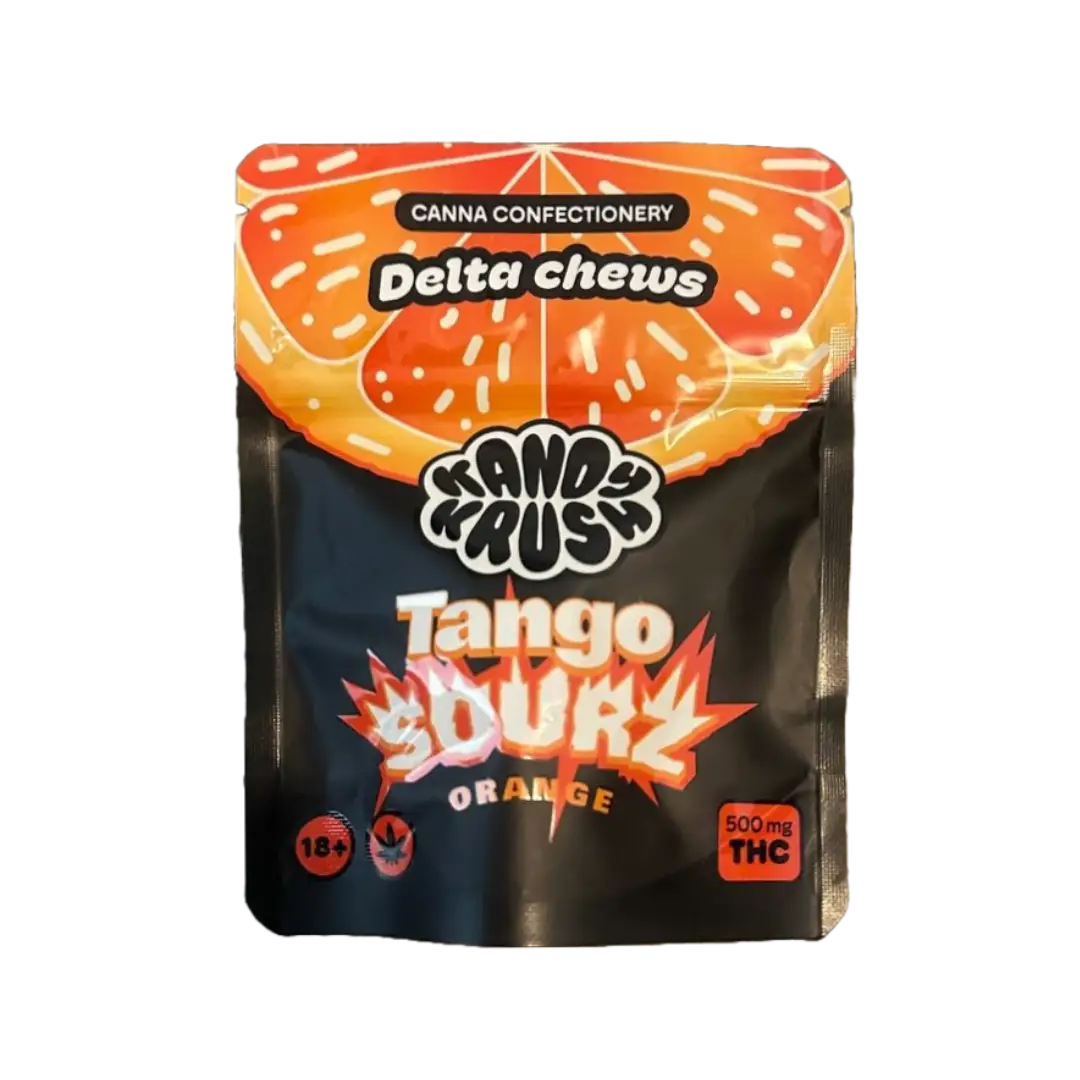 CANNA CONFECTIONERY
Delta chews
KANDY
KRUSH
Tango
SOURZ
ORANGE
18+
500 mg
THC